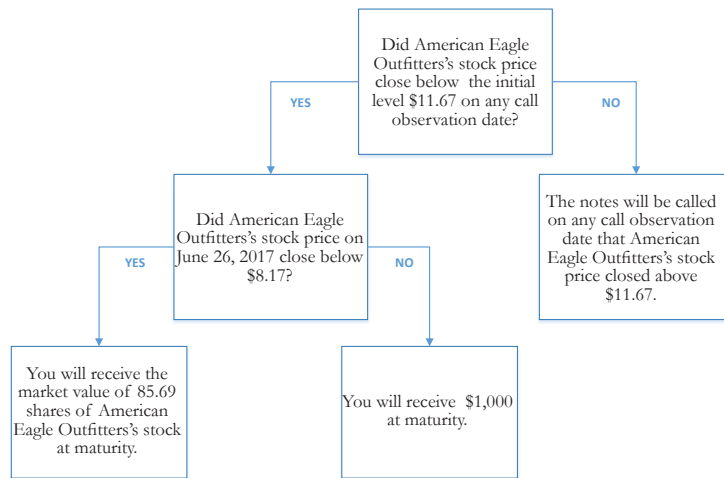 Did American Eagle
Outfitters's stock price
close below the initial
level $11.67 on any call
observation date?
YES
NO
Did American Eagle
Outfitters's stock price on
June 26, 2017 close below
$8.17?
The notes will be called
on any call observation
date that American
Eagle Outfitters's stock
price closed above
$11.67.
YES
NO
You will receive the
market value of 85.69
shares of American
Eagle Outfitters's stock
at maturity.
You will receive $1,000
at maturity.